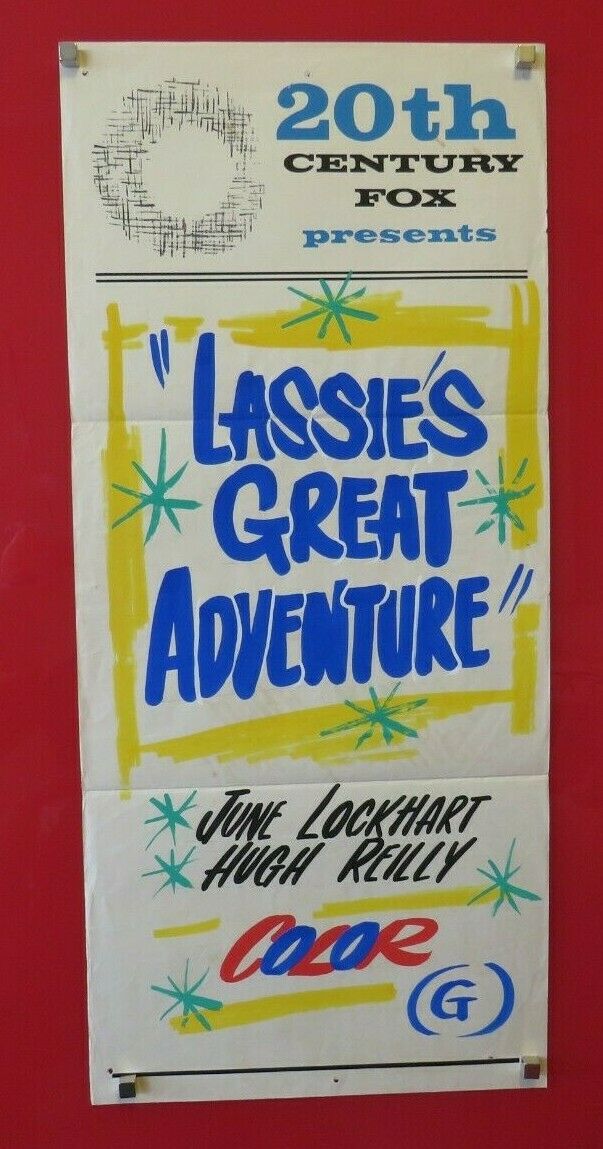 20th
CENTURY
FOX
presents
"LASSIE'S
GREAT
ADVENTURE"
JUNE LOCKHART
HUGH REILLY
COLOR
(G)